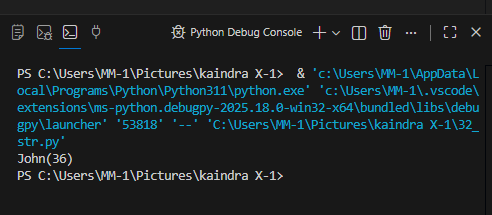 Python Debug Console
PS C:\Users\MM-1\Pictures\kaindra X-1>  & 'c:\Users\MM-1\AppData\L
ocal\Programs\Python\Python311\python.exe' 'c:\Users\MM-1\.vscode\
extensions\ms-python.debugpy-2025.18.0-win32-x64\bundled\libs\debu
gpy\launcher' '53818' '--' 'C:\Users\MM-1\Pictures\kaindra X-1\32_
str.py'
John(36)
PS C:\Users\MM-1\Pictures\kaindra X-1>